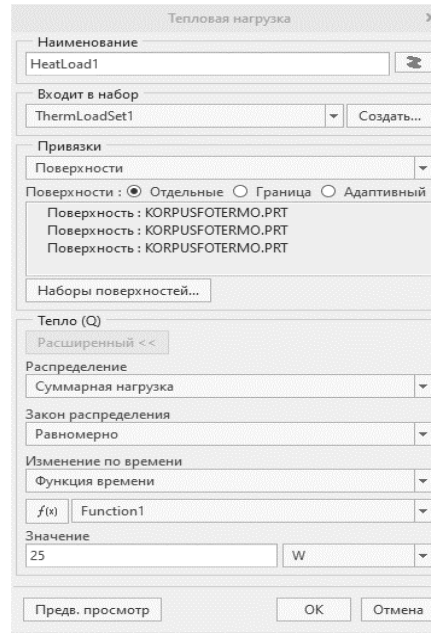 Тепловая нагрузка
Наименование
HeatLoad1
Входит в набор
ThermLoadSet1 Создать...
Привязки
Поверхности
Поверхности : Отдельные Граница Адаптивный
Поверхность : KORPUSFOTERMO.PRT
Поверхность : KORPUSFOTERMO.PRT
Поверхность : KORPUSFOTERMO.PRT
Наборы поверхностей...
Тепло (Q)
Расширенный <<
Распределение
Суммарная нагрузка
Закон распределения
Равномерно
Изменение по времени
Функция времени
f(x) Function1
Значение
25 W
Предв. просмотр OK Отмена